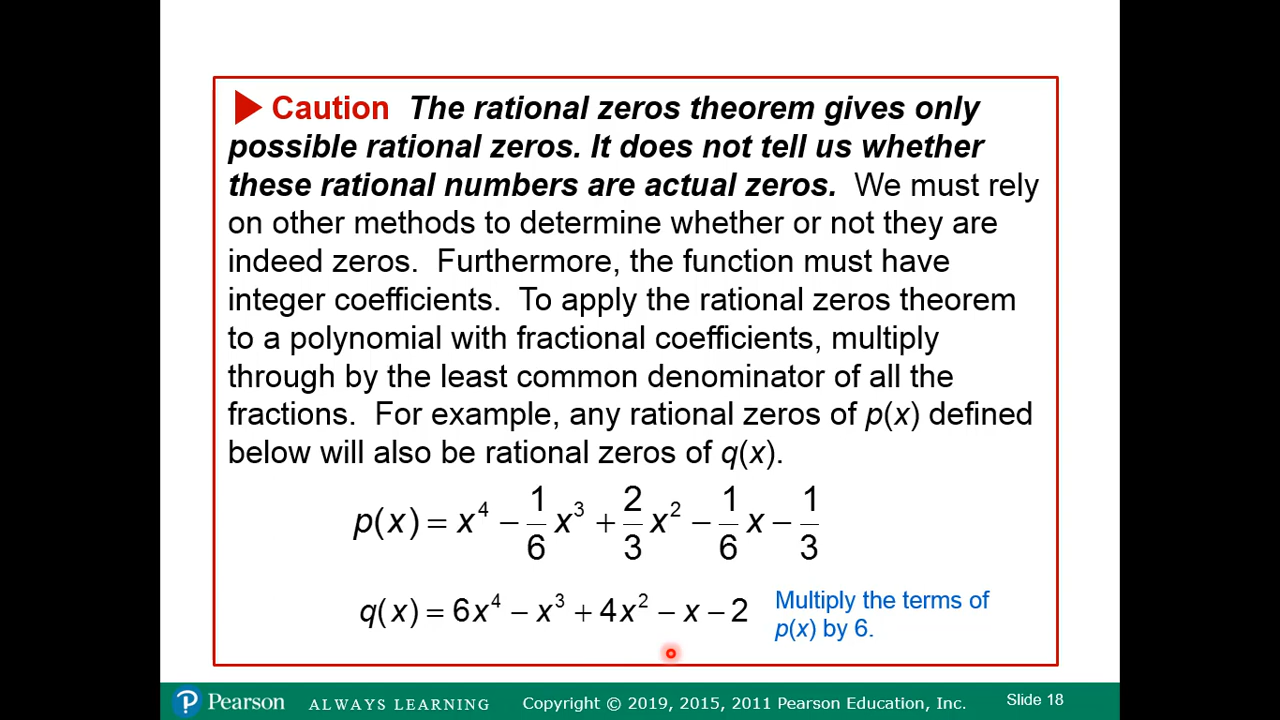 Caution The rational zeros theorem gives only
possible rational zeros. It does not tell us whether
these rational numbers are actual zeros. We must rely
on other methods to determine whether or not they are
indeed zeros. Furthermore, the function must have
integer coefficients. To apply the rational zeros theorem
to a polynomial with fractional coefficients, multiply
through by the least common denominator of all the
fractions. For example, any rational zeros of p(x) defined
below will also be rational zeros of q(x).
p(x) = x⁴ − 1/6 x³ + 2/3 x² − 1/6 x − 1/3
q(x) = 6x⁴ − x³ + 4x² − x − 2
Multiply the terms of
p(x) by 6.
P Pearson ALWAYS LEARNING Copyright © 2019, 2015, 2011 Pearson Education, Inc. Slide 18